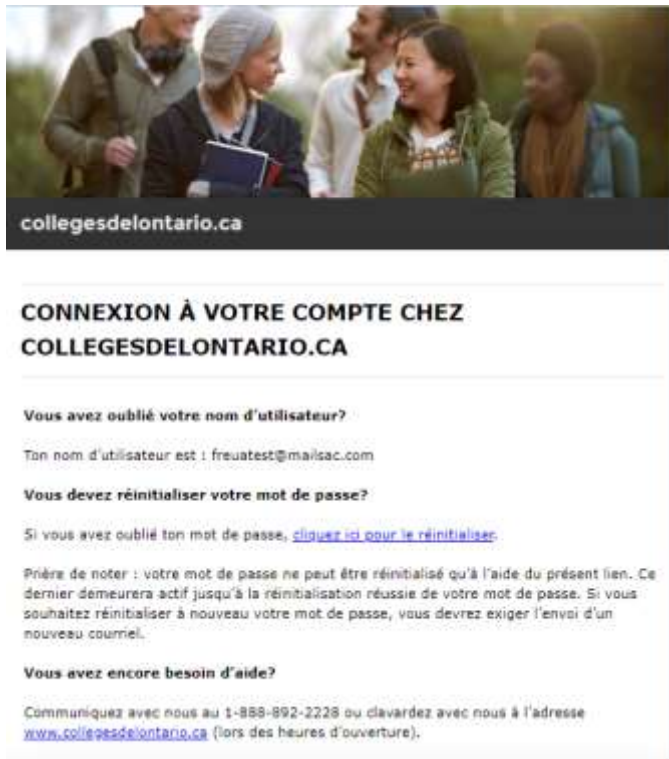 collegesdelontario.ca
CONNEXION À VOTRE COMPTE CHEZ
COLLEGESDELONTARIO.CA
Vous avez oublié votre nom d'utilisateur?
Ton nom d'utilisateur est : freuatest@mailsac.com
Vous devez réinitialiser votre mot de passe?
Si vous avez oublié ton mot de passe, cliquez ici pour le réinitialiser.
Prière de noter : votre mot de passe ne peut être réinitialisé qu'à l'aide du présent lien. Ce
dernier demeurera actif jusqu'à la réinitialisation réussie de votre mot de passe. Si vous
souhaitez réinitialiser à nouveau votre mot de passe, vous devrez exiger l'envoi d'un
nouveau courriel.
Vous avez encore besoin d'aide?
Communiquez avec nous au 1-888-892-2228 ou clavardez avec nous à l'adresse
www.collegesdelontario.ca (lors des heures d'ouverture).